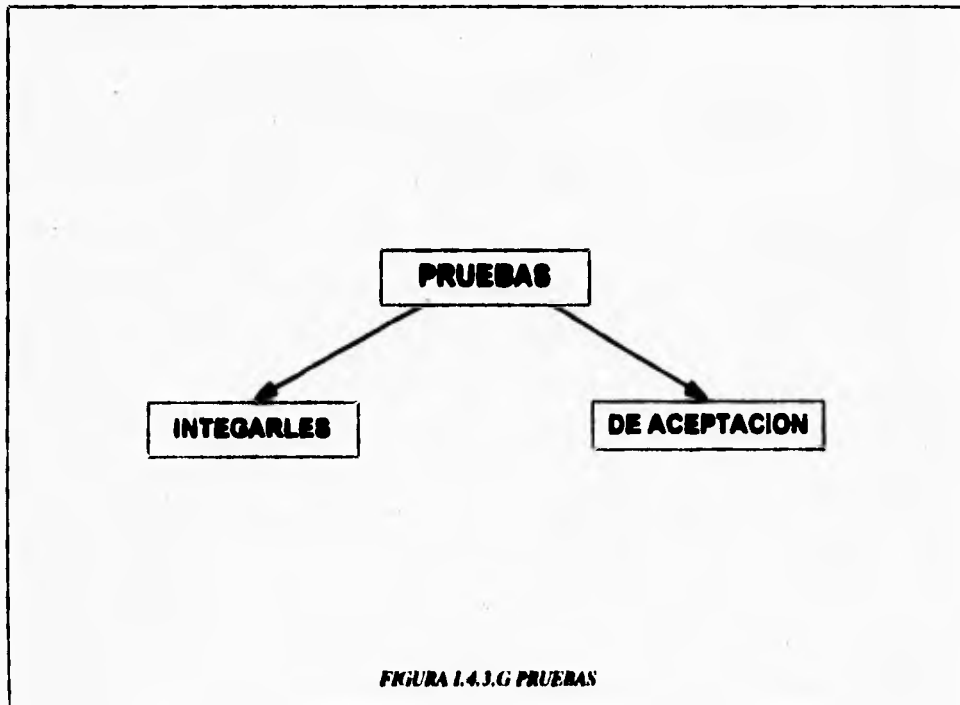 PRUEBAS
INTEGARLES
DE ACEPTACION
FIGURA I.4.3.G PRUEBAS